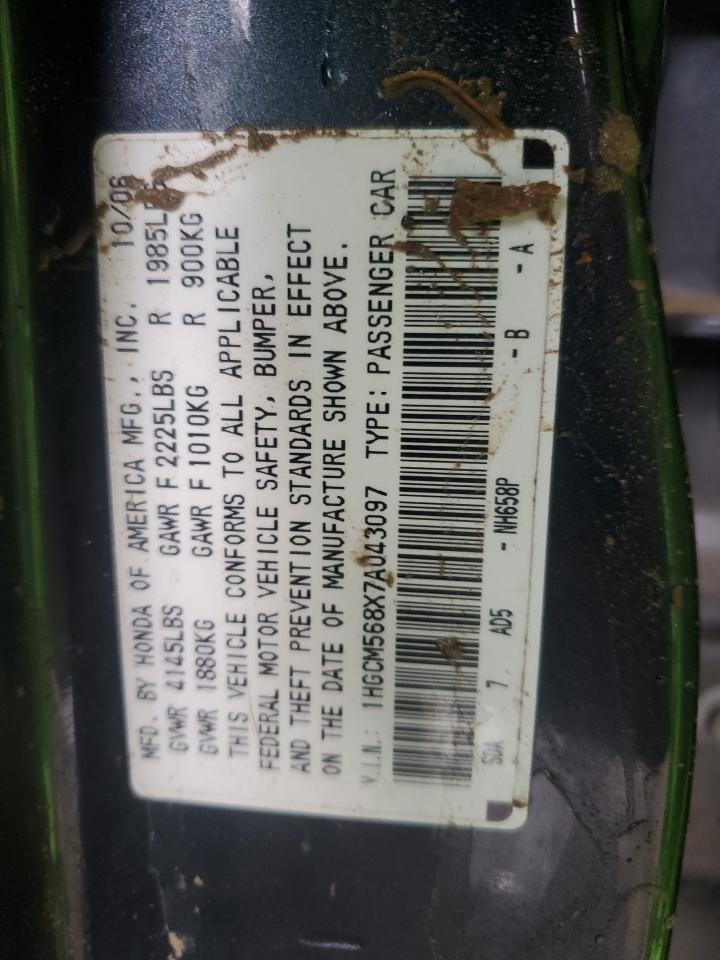 MFD. BY HONDA OF AMERICA MFG., INC. 10/06
GVWR 4145LBS GAWR F 2225LBS R 1985LBS
GVWR 1880KG GAWR F 1010KG R 900KG
THIS VEHICLE CONFORMS TO ALL APPLICABLE
FEDERAL MOTOR VEHICLE SAFETY, BUMPER,
AND THEFT PREVENTION STANDARDS IN EFFECT
ON THE DATE OF MANUFACTURE SHOWN ABOVE.
V.I.N.: 1HGCM568X7A043097 TYPE: PASSENGER CAR
SDA 7 AD5 - NH658P - B - A